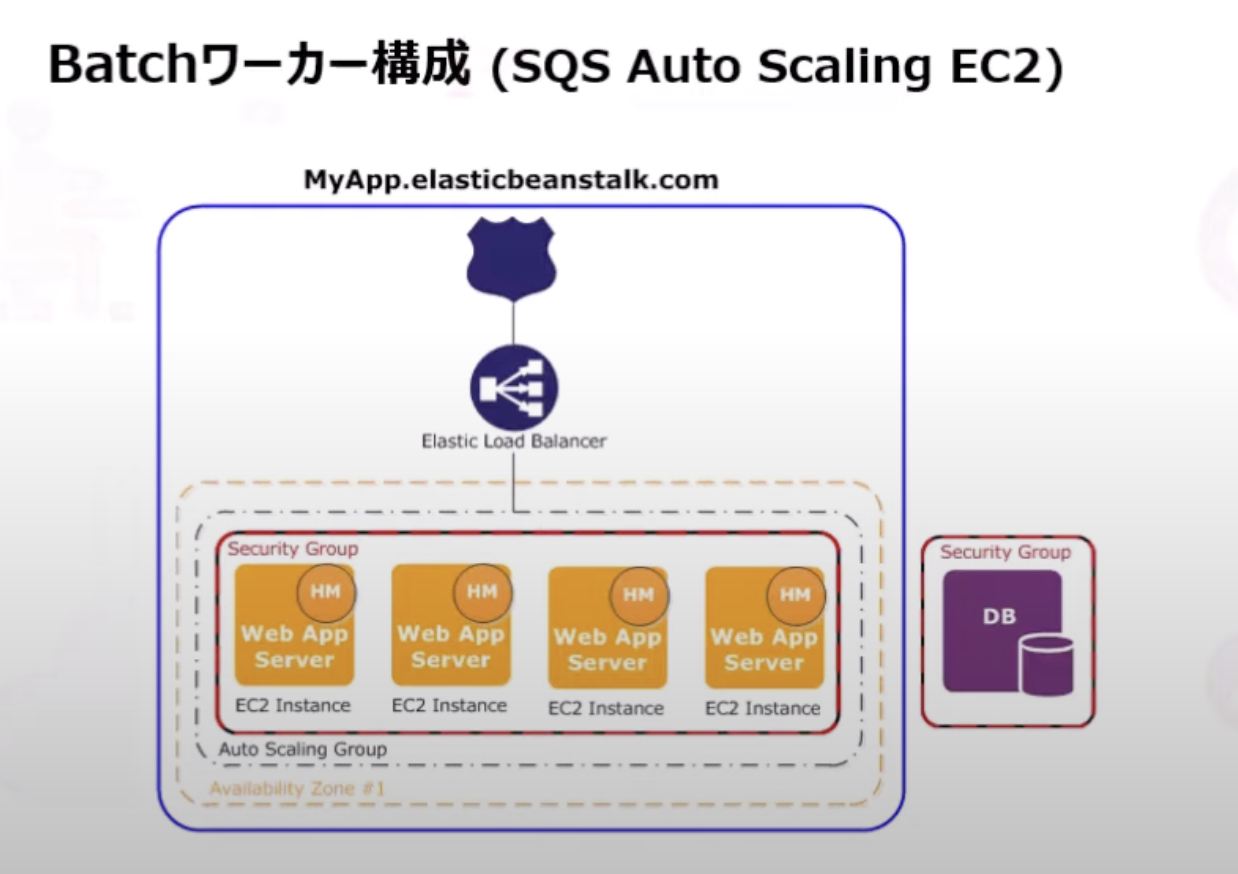 Batchワーカー構成 (SQS Auto Scaling EC2)
MyApp.elasticbeanstalk.com
Elastic Load Balancer
Security Group
HM
HM
HM
HM
Web App
Server
Web App
Server
Web App
Server
Web App
Server
EC2 Instance
EC2 Instance
EC2 Instance
EC2 Instance
Auto Scaling Group
Availability Zone #1
Security Group
DB